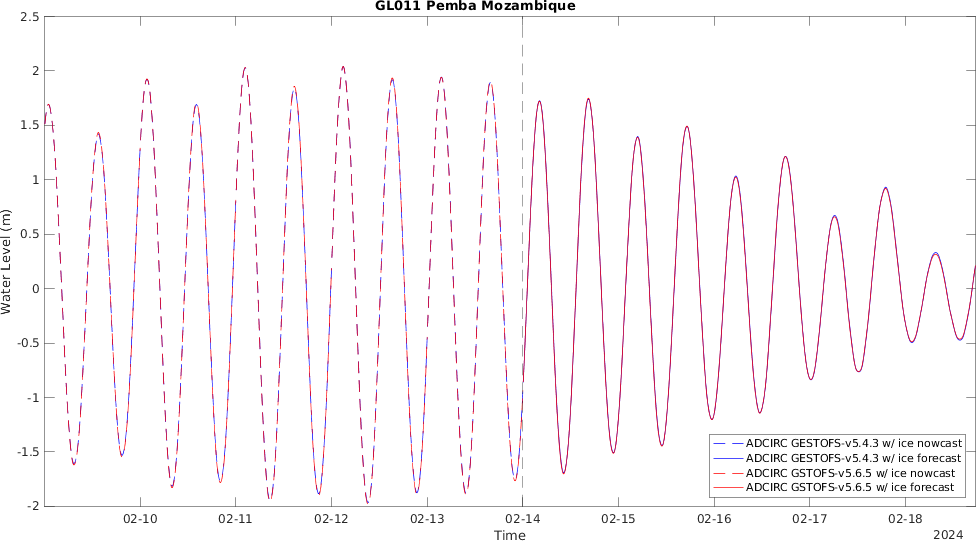 GL011 Pemba Mozambique
2.5
2
1.5
1
0.5
0
-0.5
-1
-1.5
-2
Water Level (m)
ADCIRC GESTOFS-v5.4.3 w/ ice nowcast
ADCIRC GESTOFS-v5.4.3 w/ ice forecast
ADCIRC GSTOFS-v5.6.5 w/ ice nowcast
ADCIRC GSTOFS-v5.6.5 w/ ice forecast
02-10 02-11 02-12 02-13 02-14 02-15 02-16 02-17 02-18
Time
2024